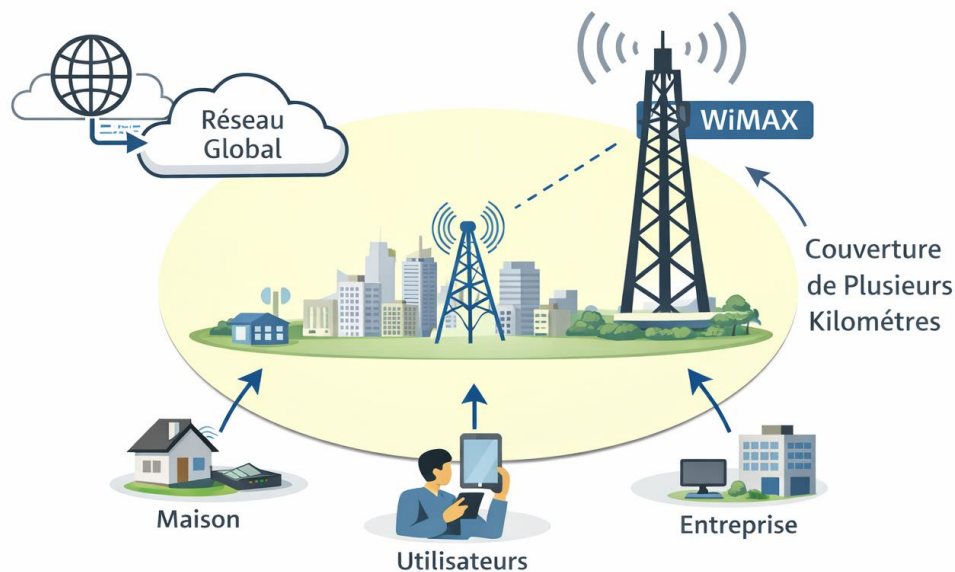 Réseau
Global
WiMAX
Couverture
de Plusieurs
Kilométres
Maison
Utilisateurs
Entreprise